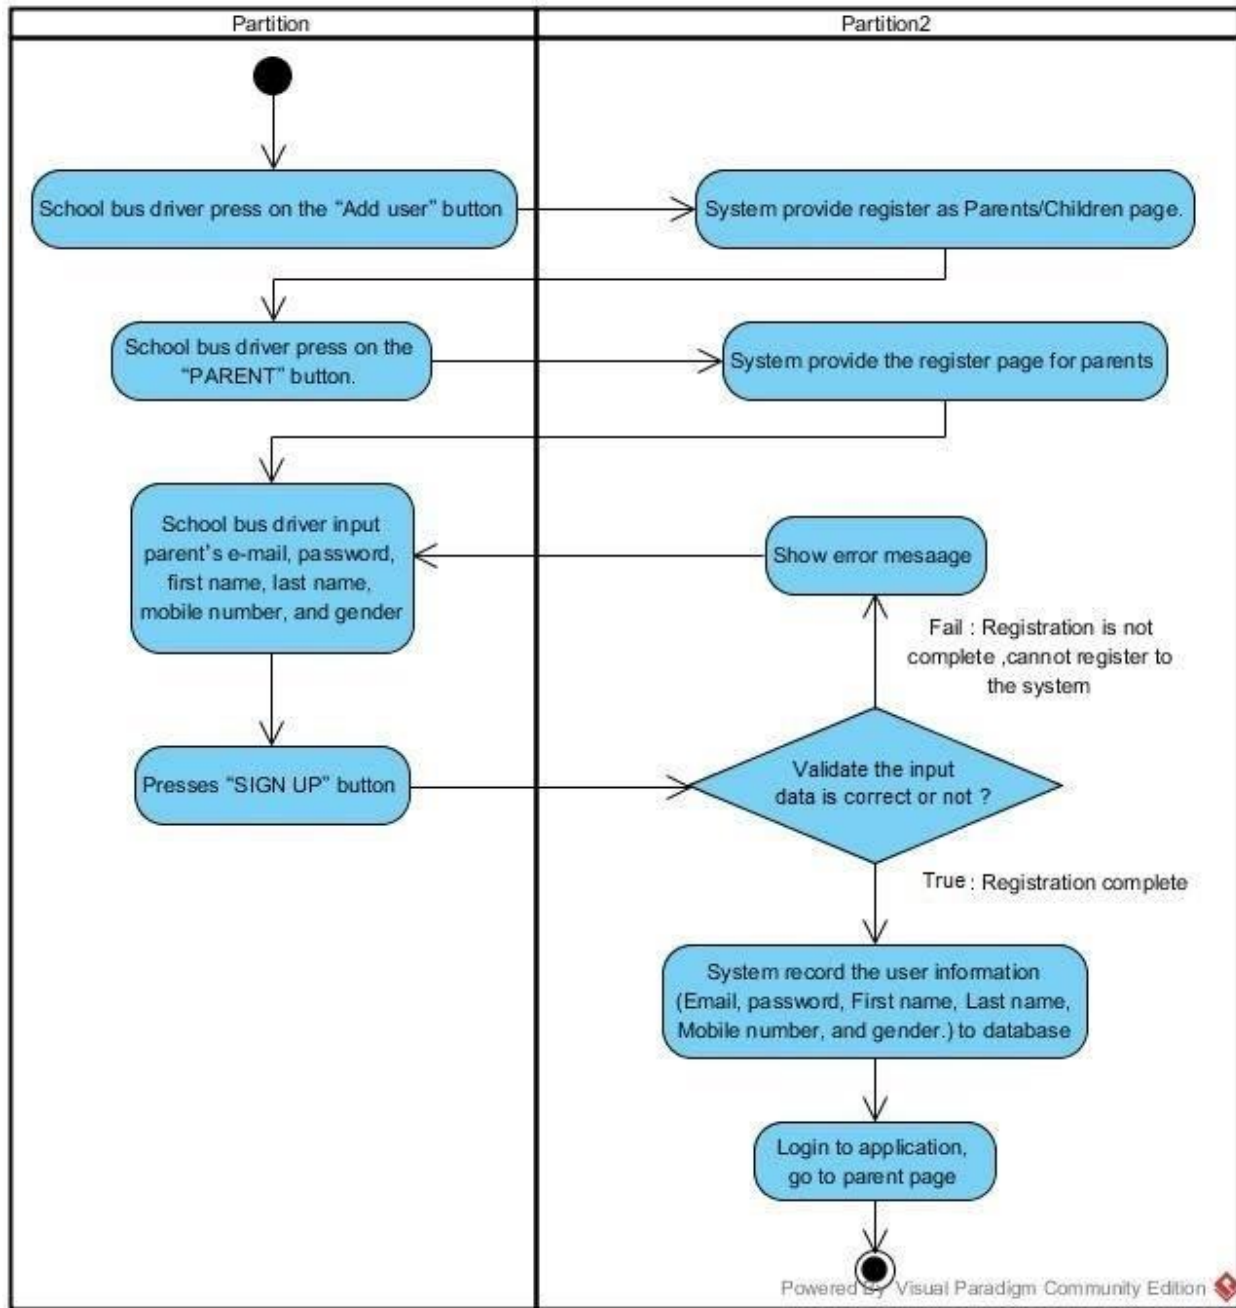 Partition
Partition2
School bus driver press on the “Add user” button
System provide register as Parents/Children page.
School bus driver press on the
“PARENT” button.
System provide the register page for parents
School bus driver input
parent's e-mail, password,
first name, last name,
mobile number, and gender
Show error mesaage
Fail : Registration is not
complete ,cannot register to
the system
Presses “SIGN UP” button
Validate the input
data is correct or not ?
True : Registration complete
System record the user information
(Email, password, First name, Last name,
Mobile number, and gender.) to database
Login to application,
go to parent page
Powered By Visual Paradigm Community Edition